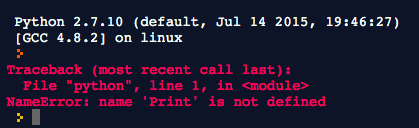 Python 2.7.10 (default, Jul 14 2015, 19:46:27)
[GCC 4.8.2] on linux
Traceback (most recent call last):
  File "python", line 1, in <module>
NameError: name 'Print' is not defined